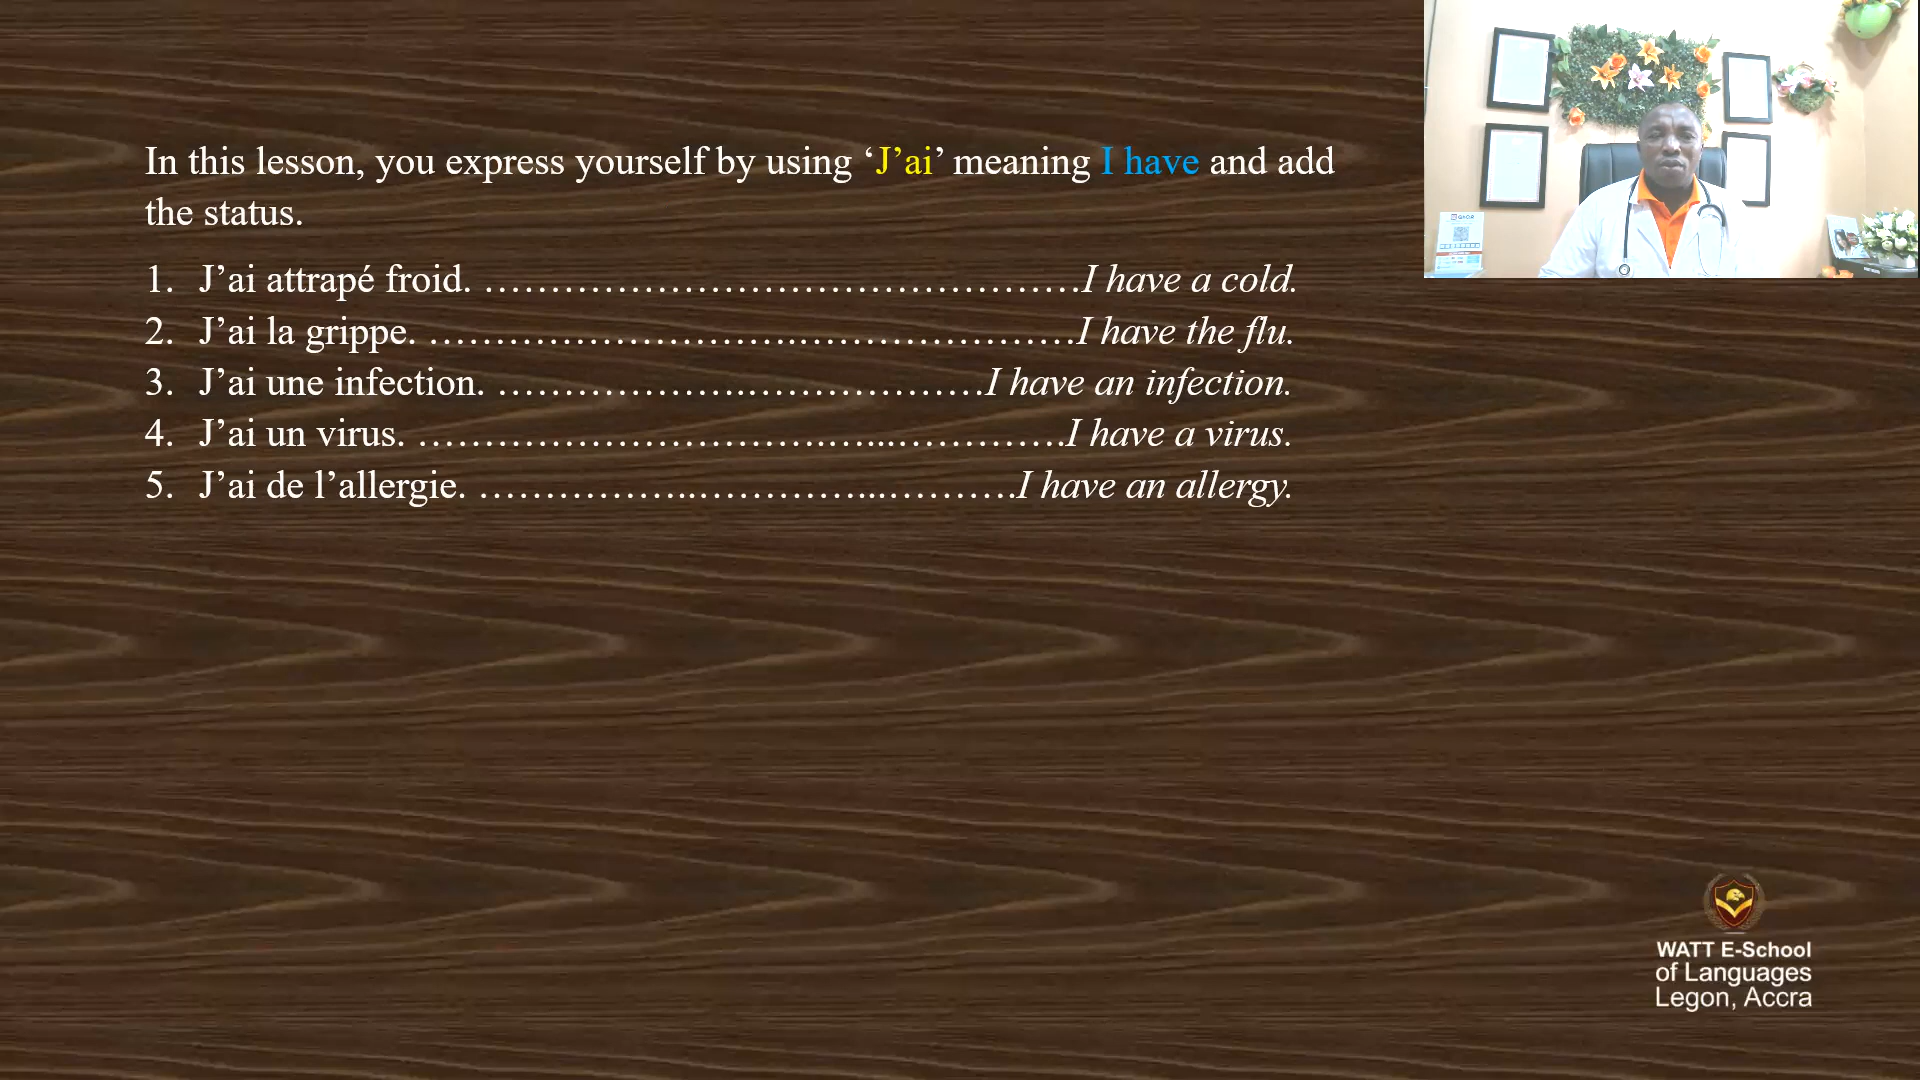 In this lesson, you express yourself by using ‘J’ai’ meaning I have and add
the status.
1. J’ai attrapé froid. ………………………………………I have a cold.
2. J’ai la grippe. ……………………….…………………I have the flu.
3. J’ai une infection. ……………….………………I have an infection.
4. J’ai un virus. ………………………….…...………….I have a virus.
5. J’ai de l’allergie. ……………..…………...……….I have an allergy.
WATT E-School
of Languages
Legon, Accra